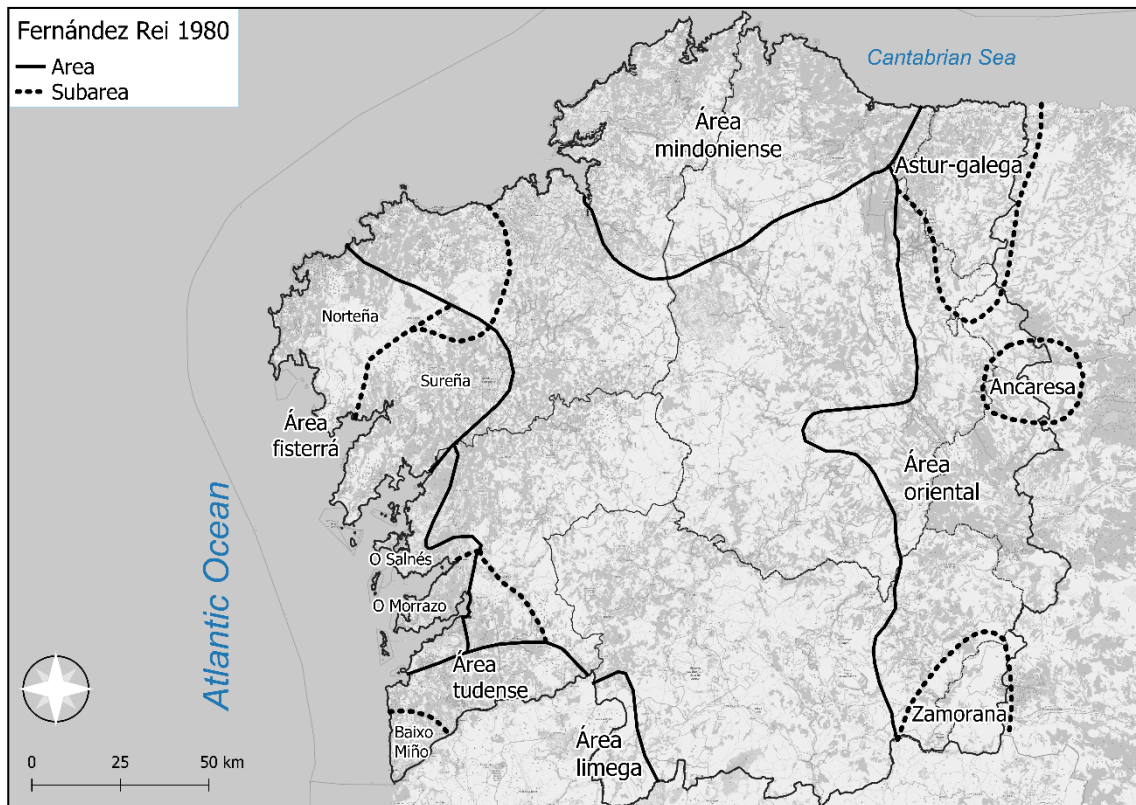 Fernández Rei 1980
Area
Subarea
Cantabrian Sea
Área
mindoniense
Astur-galega
Norteña
Sureña
Ancaresa
Área
fisterrá
Área
oriental
Atlantic Ocean
O Salnés
O Morrazo
Área
tudense
Zamorana
Baixo
Miño
Área
limega
0 25 50 km